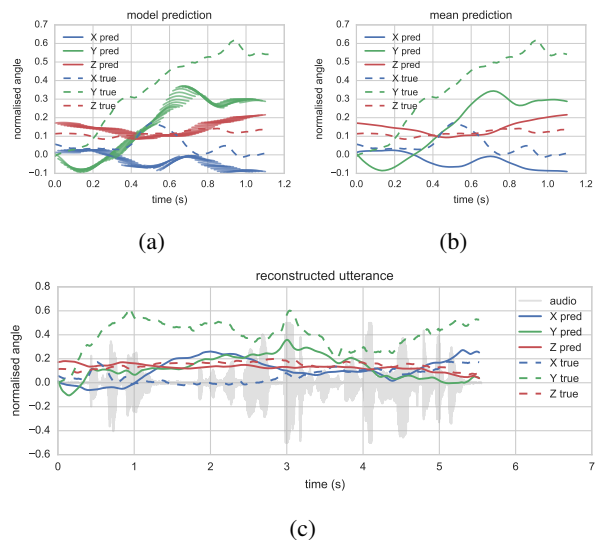 model prediction
normalised angle
0.7
0.6
0.5
0.4
0.3
0.2
0.1
0.0
−0.1
X pred
Y pred
Z pred
X true
Y true
Z true
0.0 0.2 0.4 0.6 0.8 1.0 1.2
time (s)
(a)
mean prediction
normalised angle
0.7
0.6
0.5
0.4
0.3
0.2
0.1
0.0
−0.1
X pred
Y pred
Z pred
X true
Y true
Z true
0.0 0.2 0.4 0.6 0.8 1.0 1.2
time (s)
(b)
reconstructed utterance
normalised angle
0.8
0.6
0.4
0.2
0.0
−0.2
−0.4
−0.6
audio
X pred
Y pred
Z pred
X true
Y true
Z true
0 1 2 3 4 5 6 7
time (s)
(c)